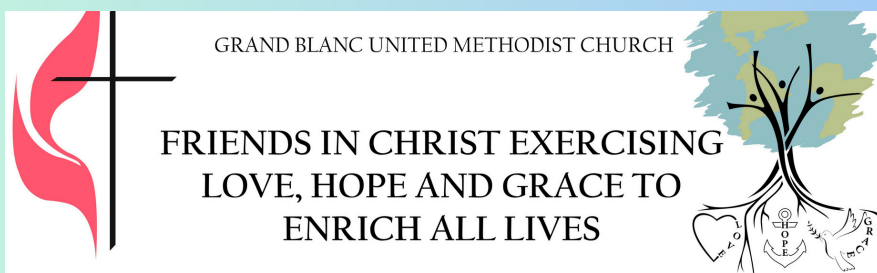 GRAND BLANC UNITED METHODIST CHURCH
FRIENDS IN CHRIST EXERCISING
LOVE, HOPE AND GRACE TO
ENRICH ALL LIVES
LOVE
HOPE
GRACE